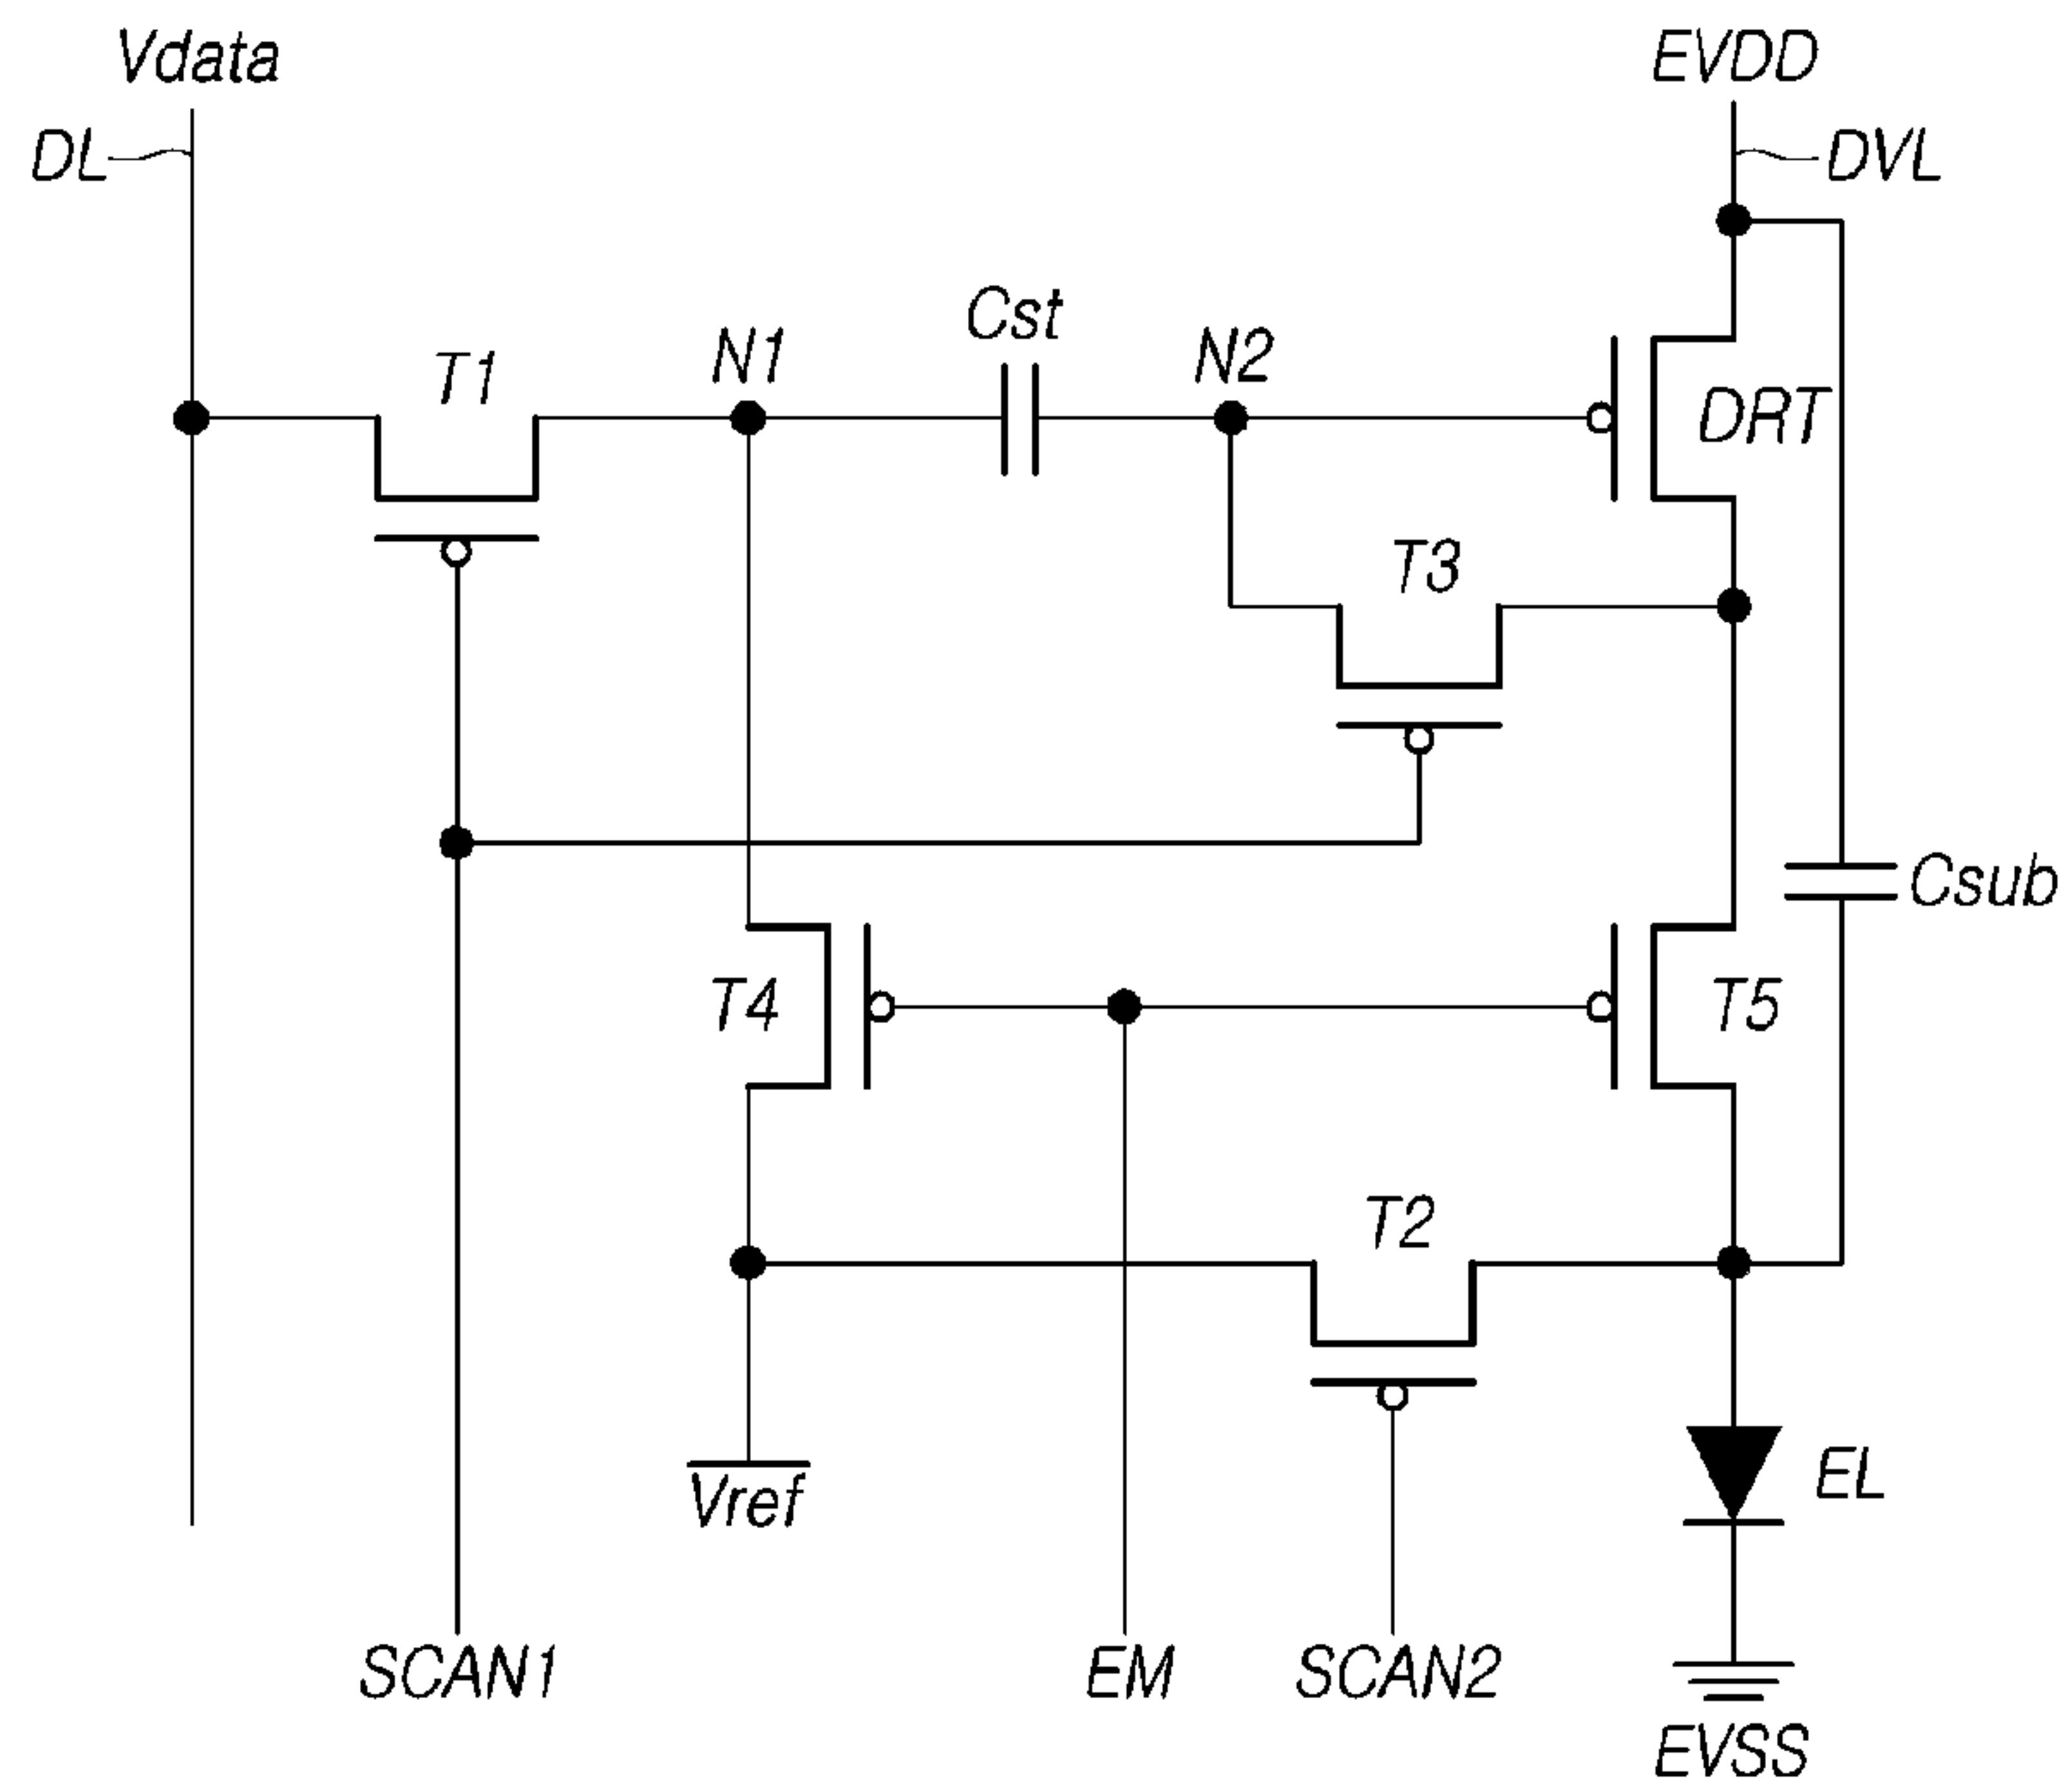 Vdata
EVDD
DL
DVL
Cst
T1
N1
N2
DRT
T3
Csub
T4
T5
T2
EL
Vref
SCAN1
EM
SCAN2
EVSS